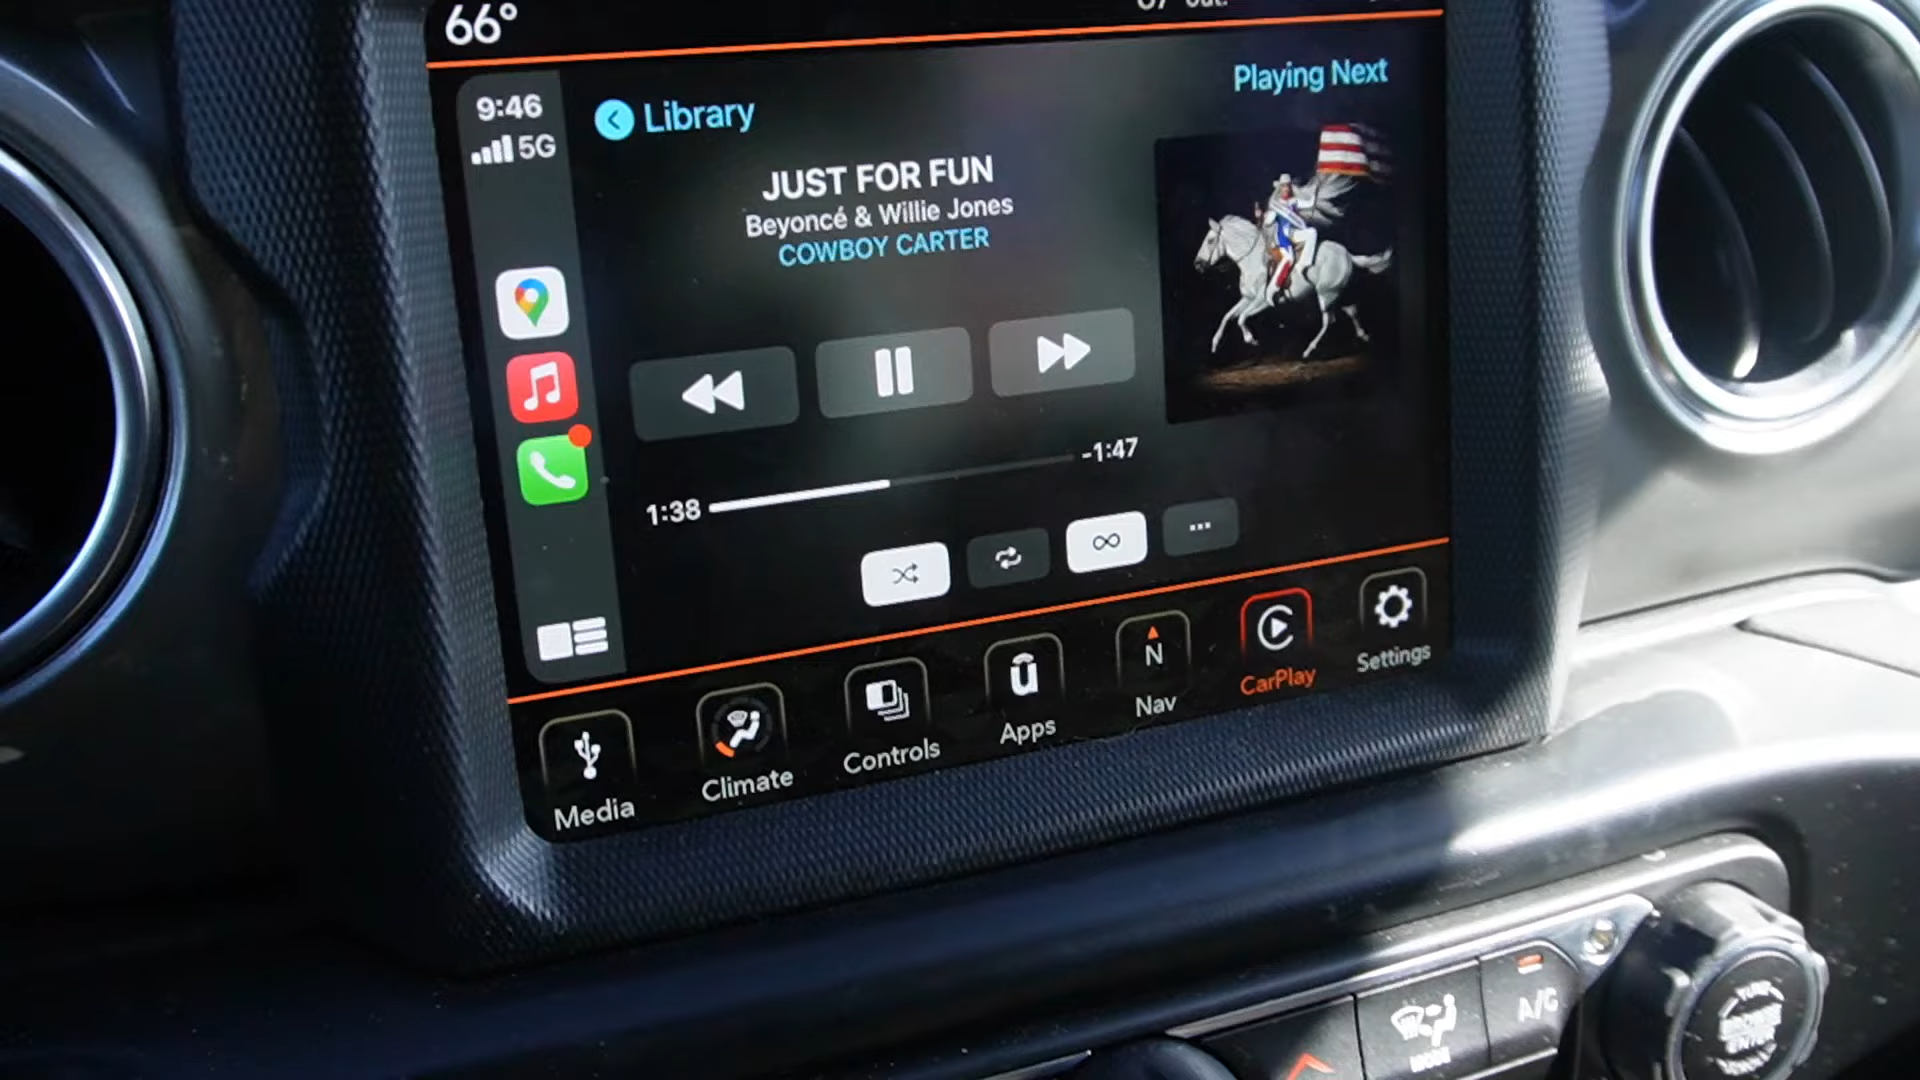 66°
9:46
5G
Library
Playing Next
JUST FOR FUN
Beyoncé & Willie Jones
COWBOY CARTER
1:38
-1:47
Media
Climate
Controls
Apps
N
Nav
CarPlay
Settings
MODE
A/C